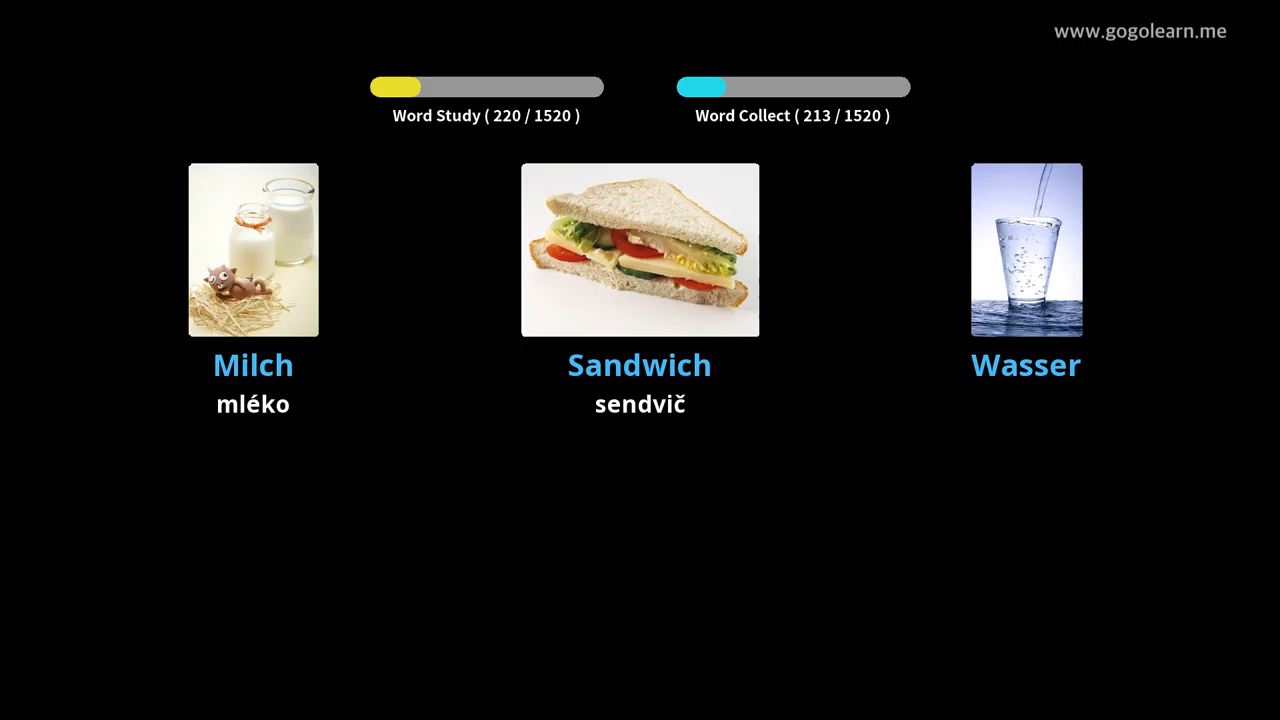 www.gogolearn.me
Word Study ( 220 / 1520 )
Word Collect ( 213 / 1520 )
Milch
mléko
Sandwich
sendvič
Wasser